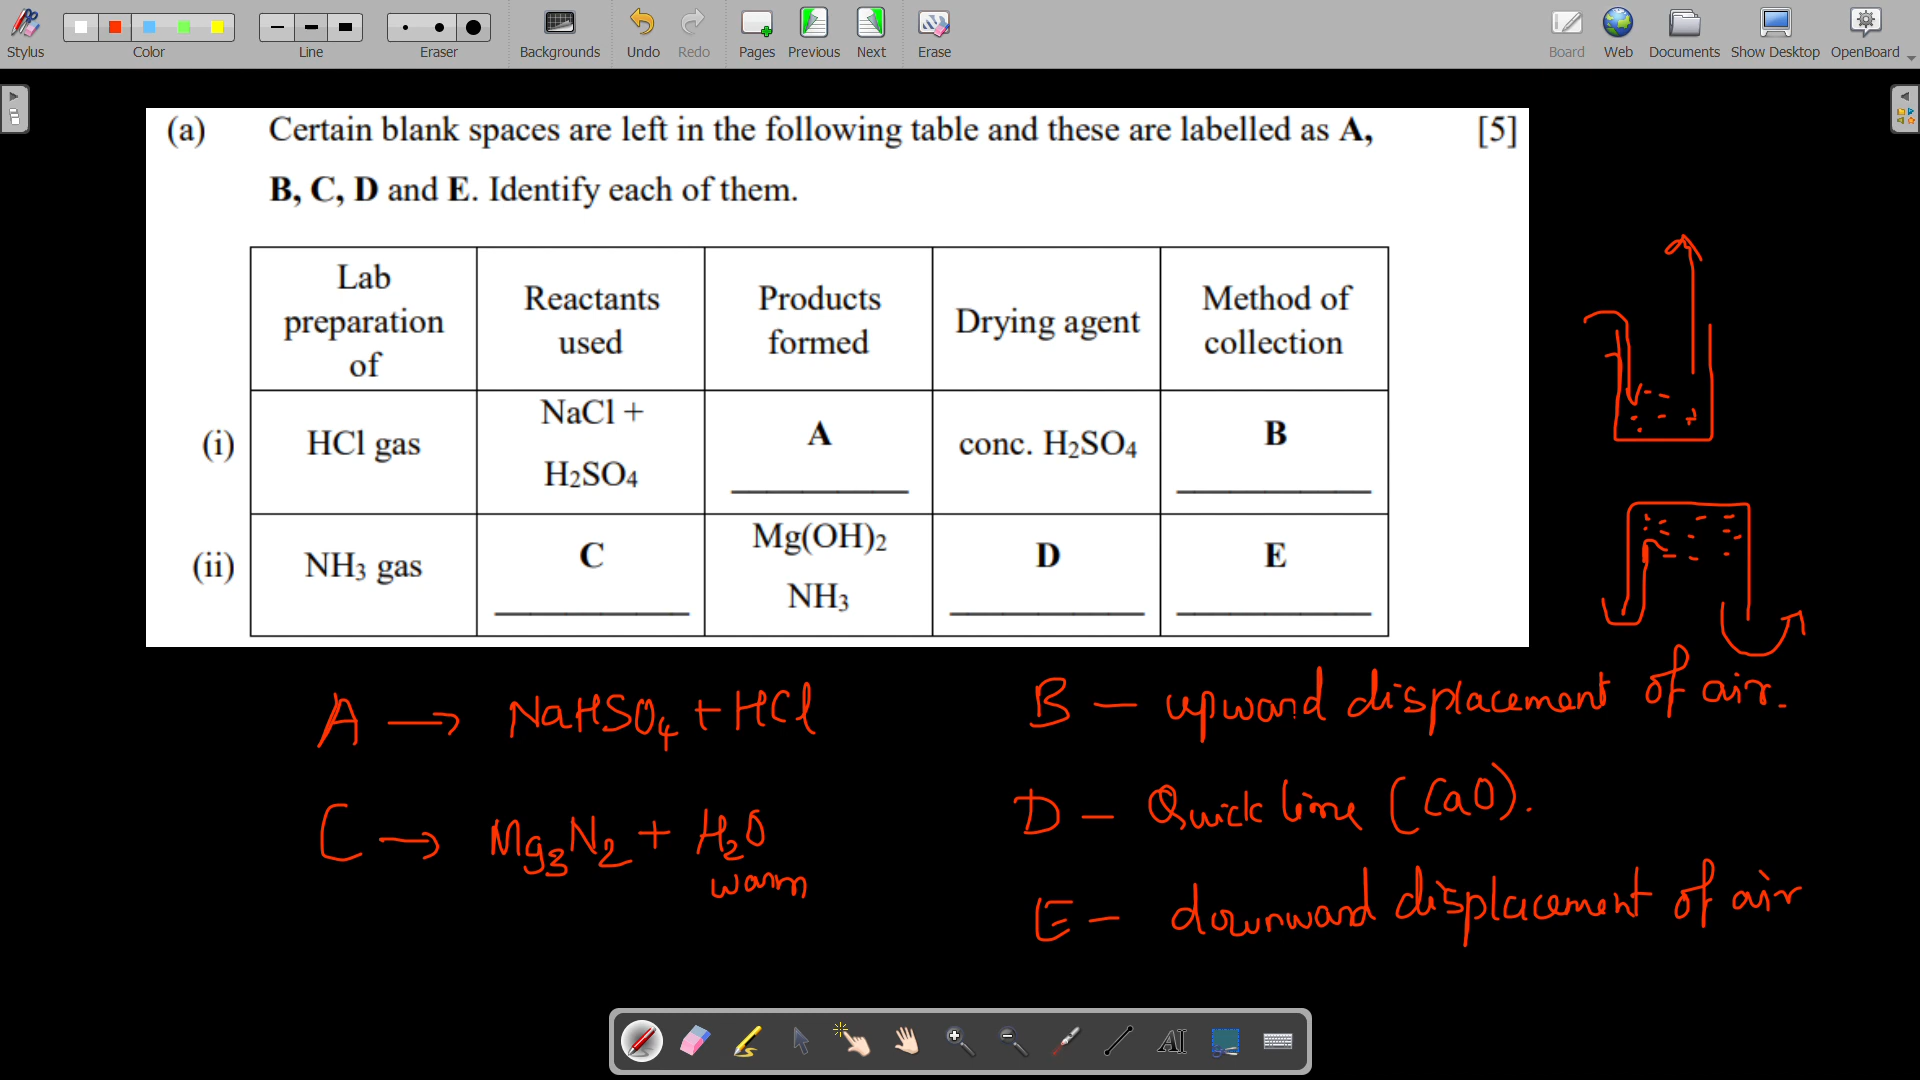 Stylus Color Line Eraser Backgrounds Undo Redo Pages Previous Next Erase Board Web Documents Show Desktop OpenBoard
(a) Certain blank spaces are left in the following table and these are labelled as A, [5]
B, C, D and E. Identify each of them.
Lab preparation of
Reactants used
Products formed
Drying agent
Method of collection
(i) HCl gas
NaCl + H₂SO₄
A
conc. H₂SO₄
B
(ii) NH₃ gas
C
Mg(OH)₂ NH₃
D
E
A → NaHSO₄ + HCl
B – upward displacement of air.
C → Mg₃N₂ + H₂O
warm
D – Quick lime (CaO).
E – downward displacement of air
AI